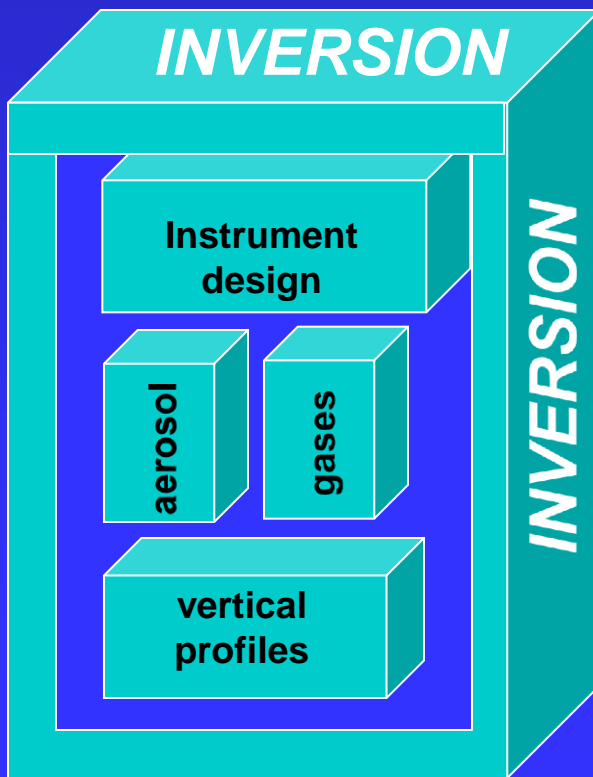 INVERSION
Instrument
design
aerosol
gases
vertical
profiles
INVERSION